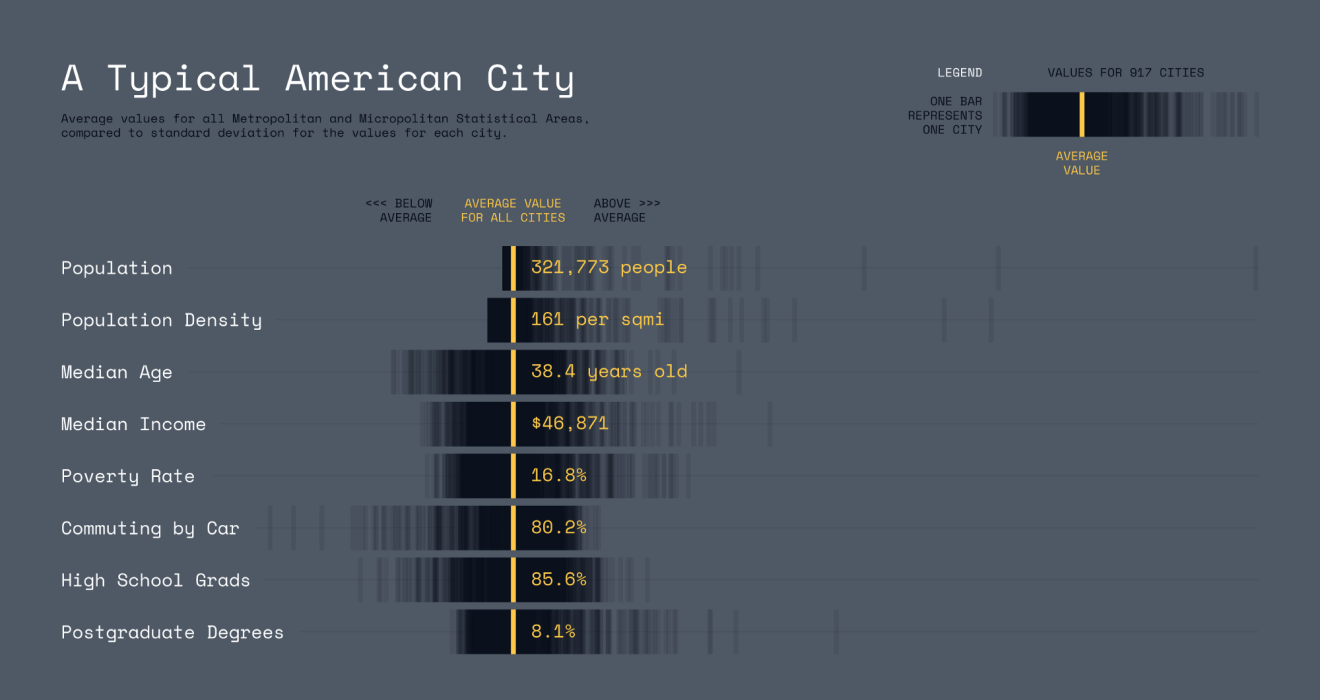 A Typical American City
Average values for all Metropolitan and Micropolitan Statistical Areas,
compared to standard deviation for the values for each city.
LEGEND
VALUES FOR 917 CITIES
ONE BAR
REPRESENTS
ONE CITY
AVERAGE
VALUE
<<< BELOW
AVERAGE
AVERAGE VALUE
FOR ALL CITIES
ABOVE >>>
AVERAGE
Population
321,773 people
Population Density
161 per sqmi
Median Age
38.4 years old
Median Income
$46,871
Poverty Rate
16.8%
Commuting by Car
80.2%
High School Grads
85.6%
Postgraduate Degrees
8.1%